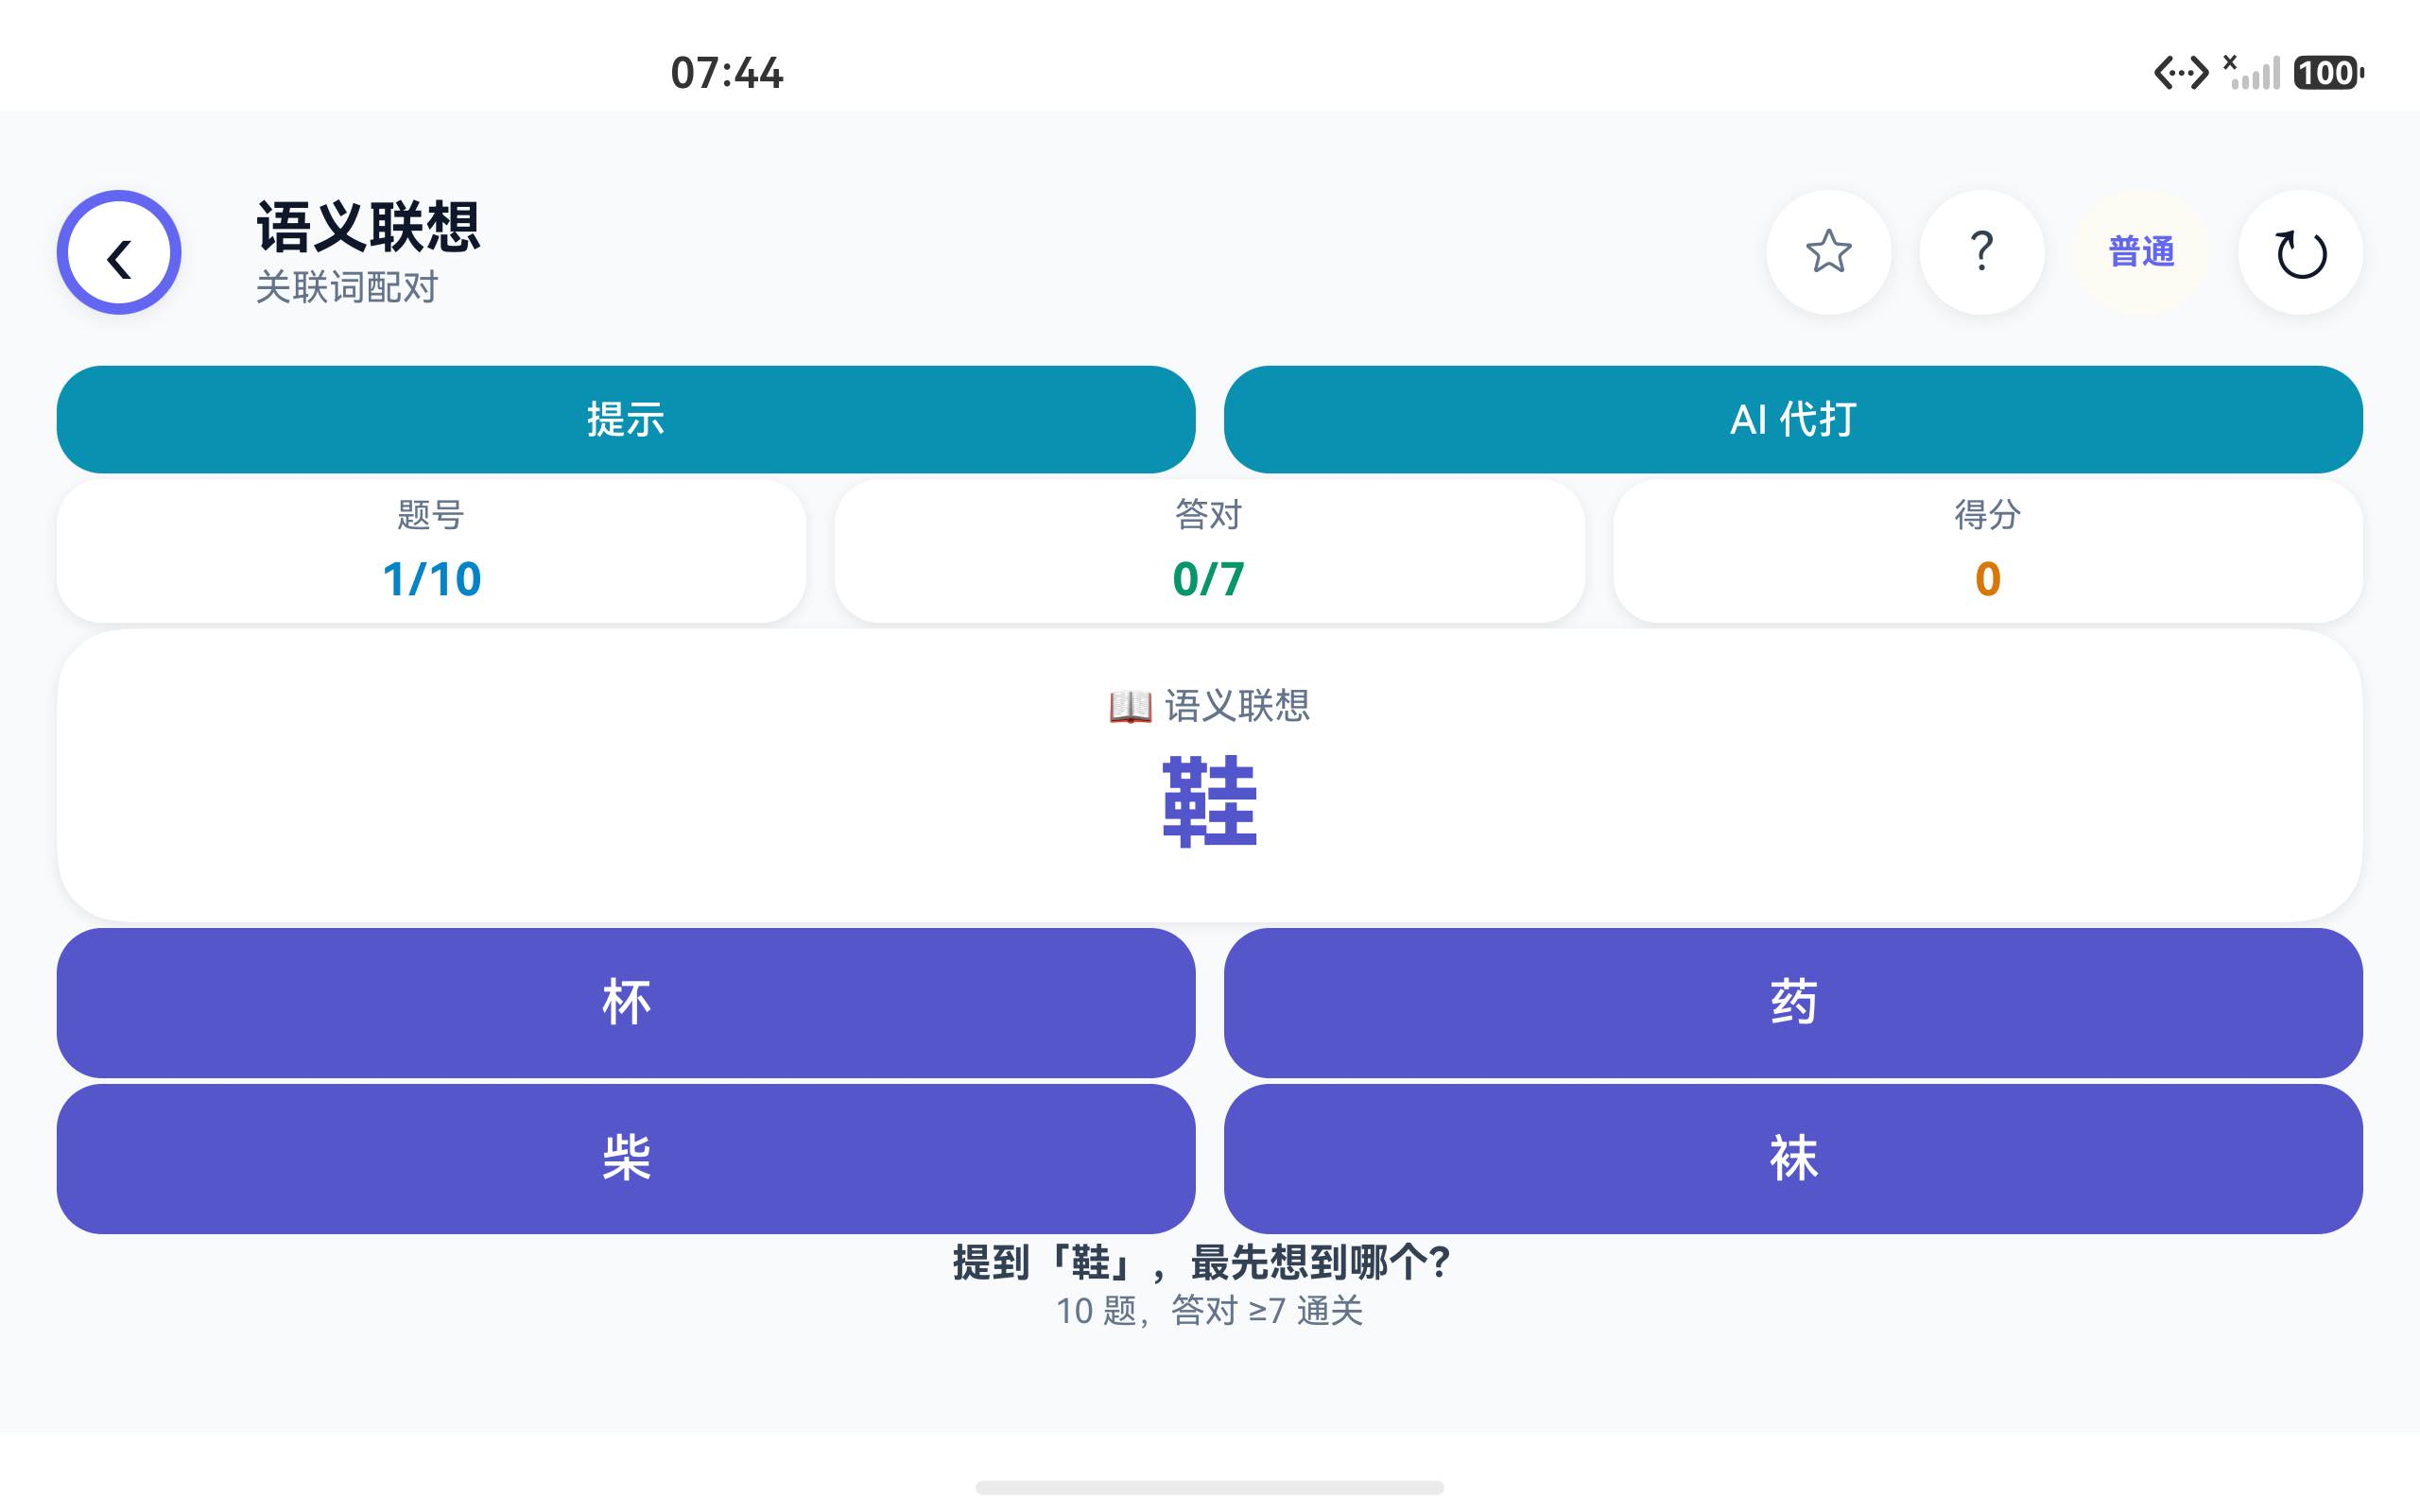 07:44
100
语义联想
关联词配对
?
普通
提示
AI 代打
题号
答对
得分
1/10
0/7
0
📖 语义联想
鞋
杯
药
柴
袜
提到「鞋」，最先想到哪个？
10 题，答对 ≥7 通关